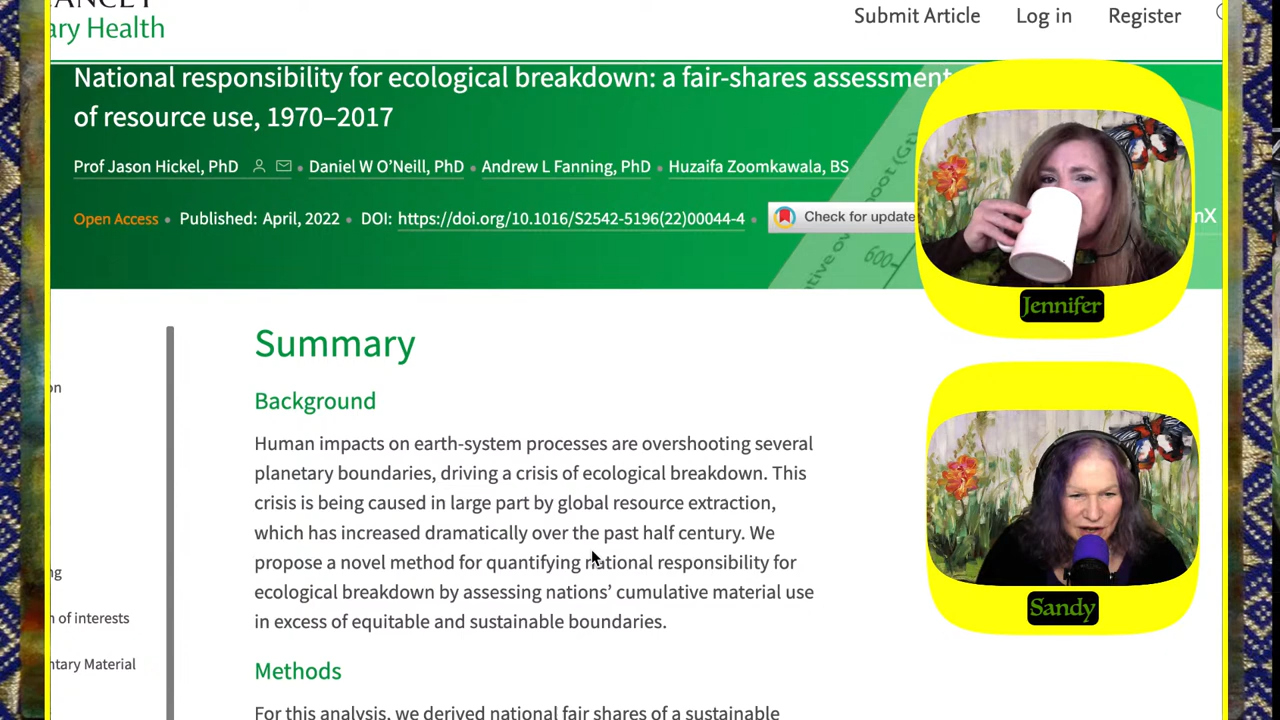 ary Health
Submit Article
Log in
Register
National responsibility for ecological breakdown: a fair-shares assessment
of resource use, 1970–2017
Prof Jason Hickel, PhD • Daniel W O’Neill, PhD • Andrew L Fanning, PhD • Huzaifa Zoomkawala, BS
Open Access • Published: April, 2022 • DOI: https://doi.org/10.1016/S2542-5196(22)00044-4 •
Check for update
Jennifer
Summary
Background
Human impacts on earth-system processes are overshooting several
planetary boundaries, driving a crisis of ecological breakdown. This
crisis is being caused in large part by global resource extraction,
which has increased dramatically over the past half century. We
propose a novel method for quantifying national responsibility for
ecological breakdown by assessing nations’ cumulative material use
in excess of equitable and sustainable boundaries.
Sandy
on
ng
n of interests
ntary Material
Methods
For this analysis, we derived national fair shares of a sustainable
600